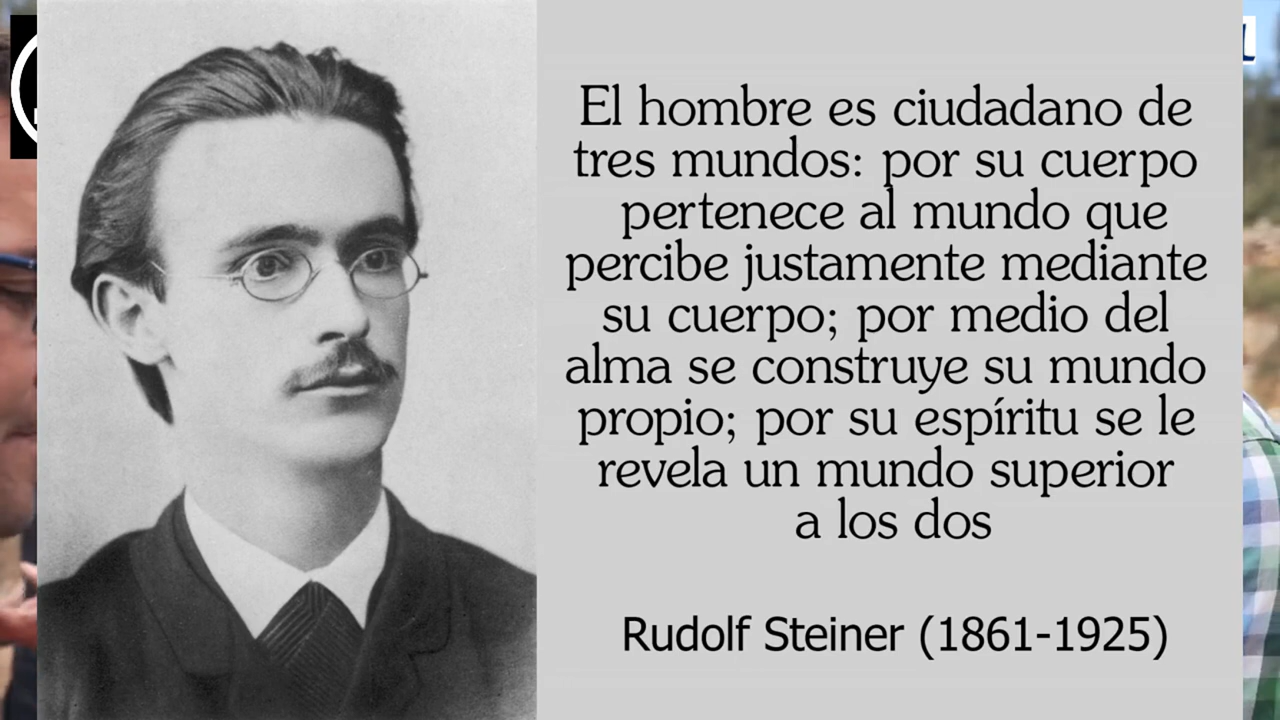 El hombre es ciudadano de
tres mundos: por su cuerpo
pertenece al mundo que
percibe justamente mediante
su cuerpo; por medio del
alma se construye su mundo
propio; por su espíritu se le
revela un mundo superior
a los dos
Rudolf Steiner (1861-1925)